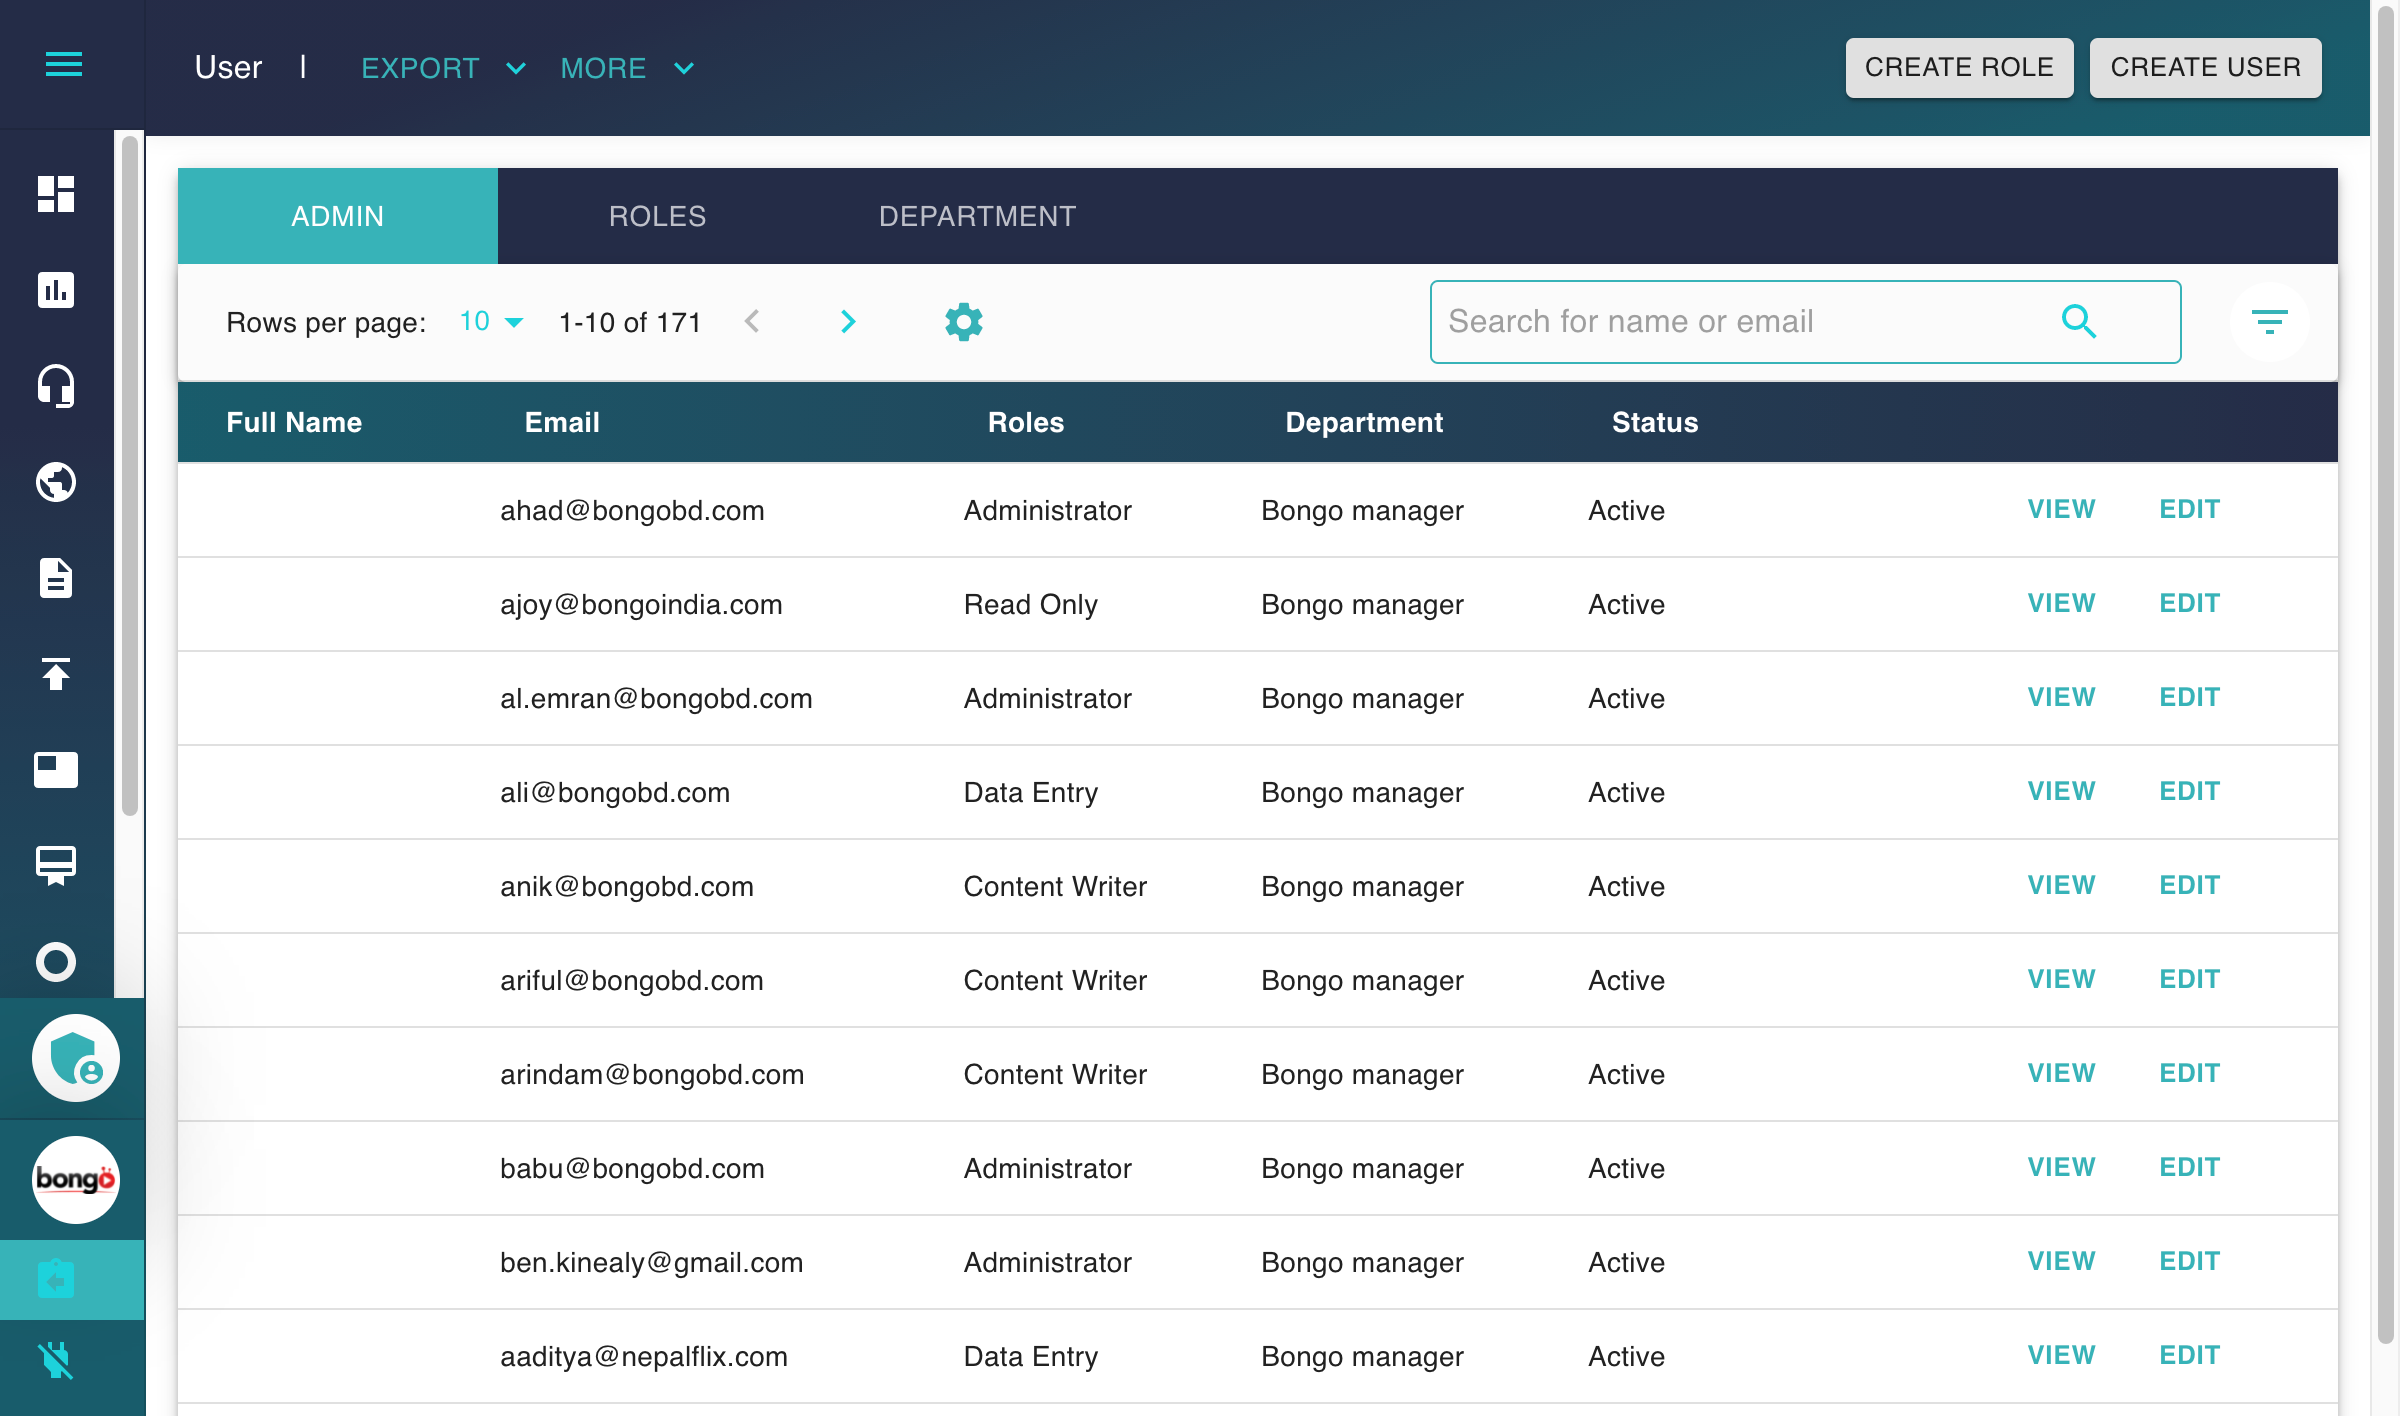 User | EXPORT MORE CREATE ROLE CREATE USER
ADMIN ROLES DEPARTMENT
Rows per page: 10 1-10 of 171 Search for name or email
Full Name Email Roles Department Status
ahad@bongobd.com Administrator Bongo manager Active VIEW EDIT
ajoy@bongoindia.com Read Only Bongo manager Active VIEW EDIT
al.emran@bongobd.com Administrator Bongo manager Active VIEW EDIT
ali@bongobd.com Data Entry Bongo manager Active VIEW EDIT
anik@bongobd.com Content Writer Bongo manager Active VIEW EDIT
ariful@bongobd.com Content Writer Bongo manager Active VIEW EDIT
arindam@bongobd.com Content Writer Bongo manager Active VIEW EDIT
babu@bongobd.com Administrator Bongo manager Active VIEW EDIT
bongo
ben.kinealy@gmail.com Administrator Bongo manager Active VIEW EDIT
aaditya@nepalflix.com Data Entry Bongo manager Active VIEW EDIT